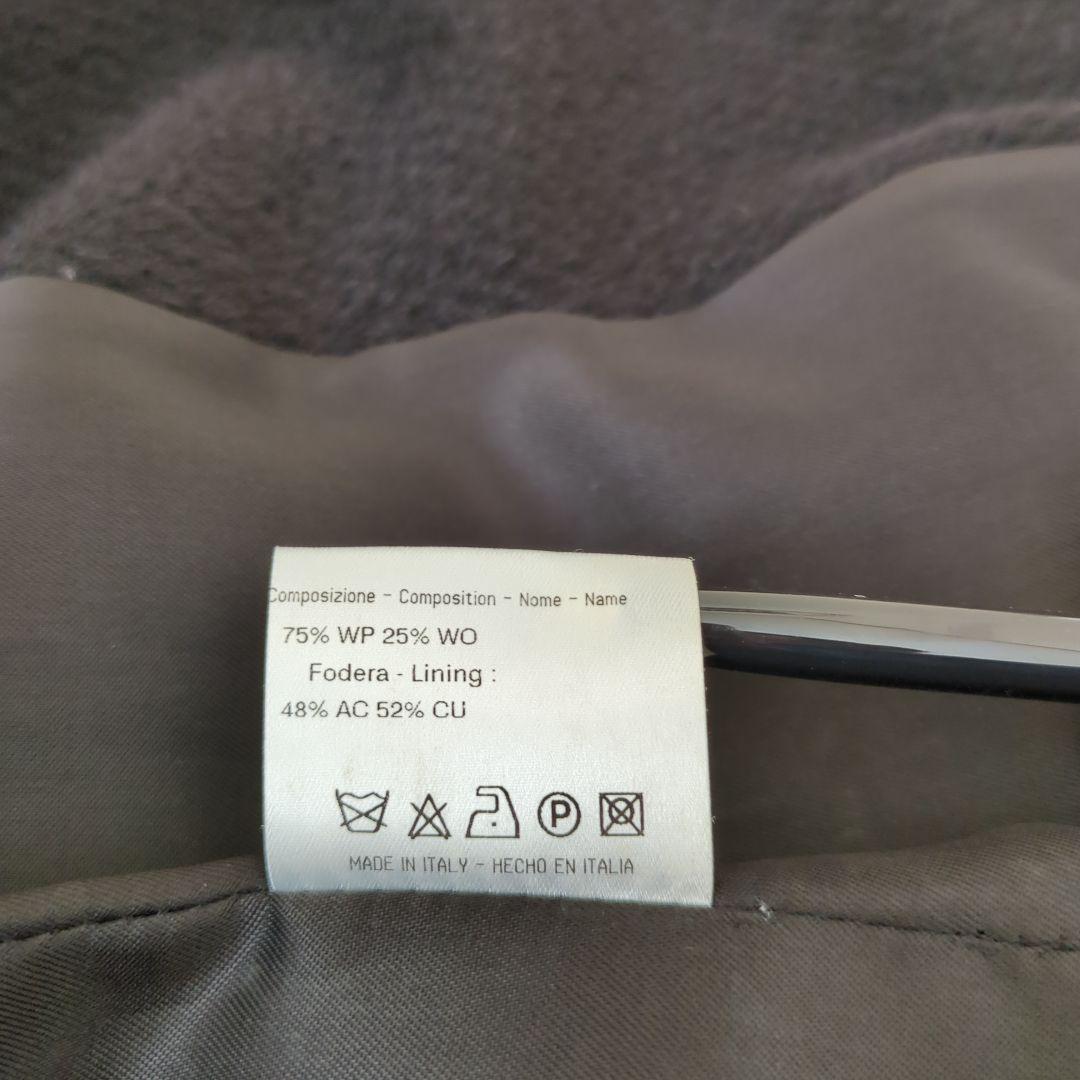 Composizione - Composition - Nome - Name
75% WP 25% WO
Fodera - Lining :
48% AC 52% CU
P
MADE IN ITALY - HECHO EN ITALIA